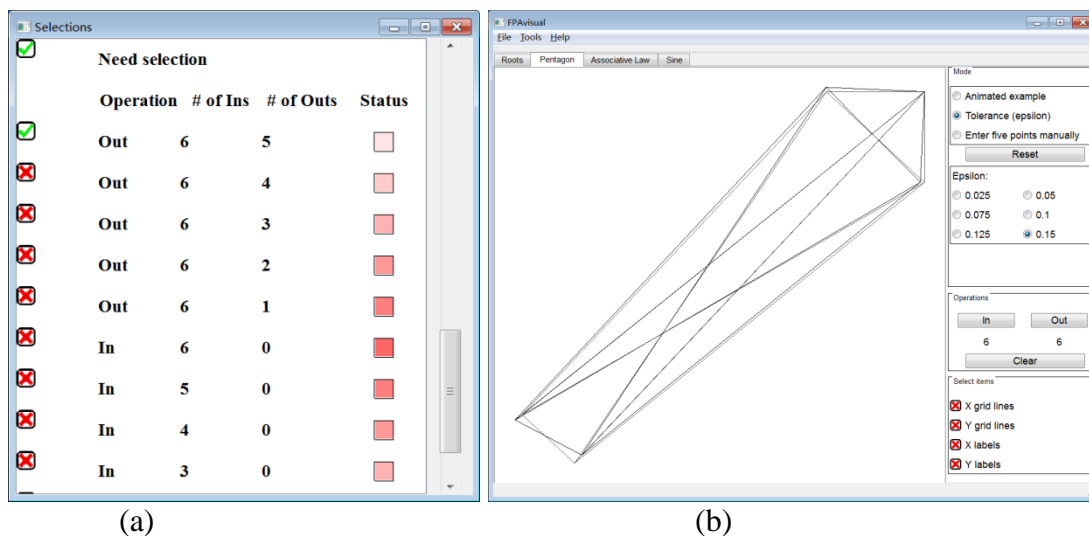 Selections
Need selection
Operation # of Ins # of Outs Status
Out 6 5
Out 6 4
Out 6 3
Out 6 2
Out 6 1
In 6 0
In 5 0
In 4 0
In 3 0
(a)
FPAvisual
File Tools Help
Roots Pentagon Associative Law Sine
Mode
Animated example
Tolerance (epsilon)
Enter five points manually
Reset
Epsilon:
0.025 0.05
0.075 0.1
0.125 0.15
Operations
In Out
6 6
Clear
Select items
X grid lines
Y grid lines
X labels
Y labels
(b)